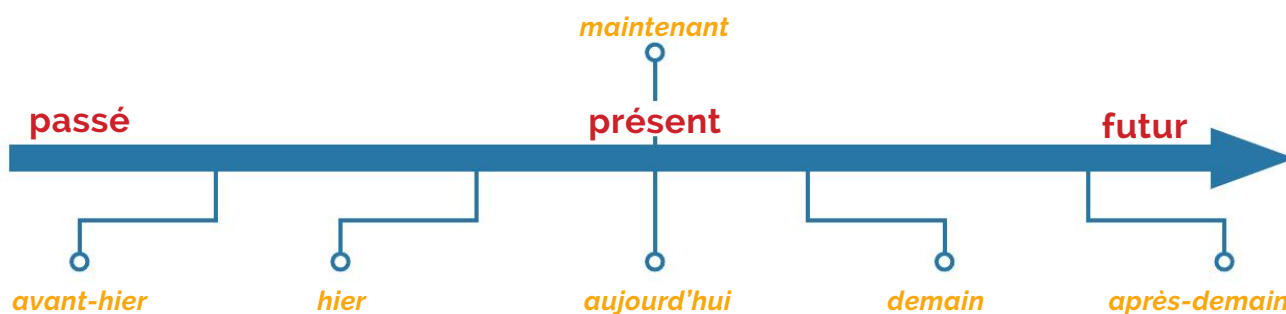 maintenant
passé présent futur
avant-hier hier aujourd'hui demain après-demain